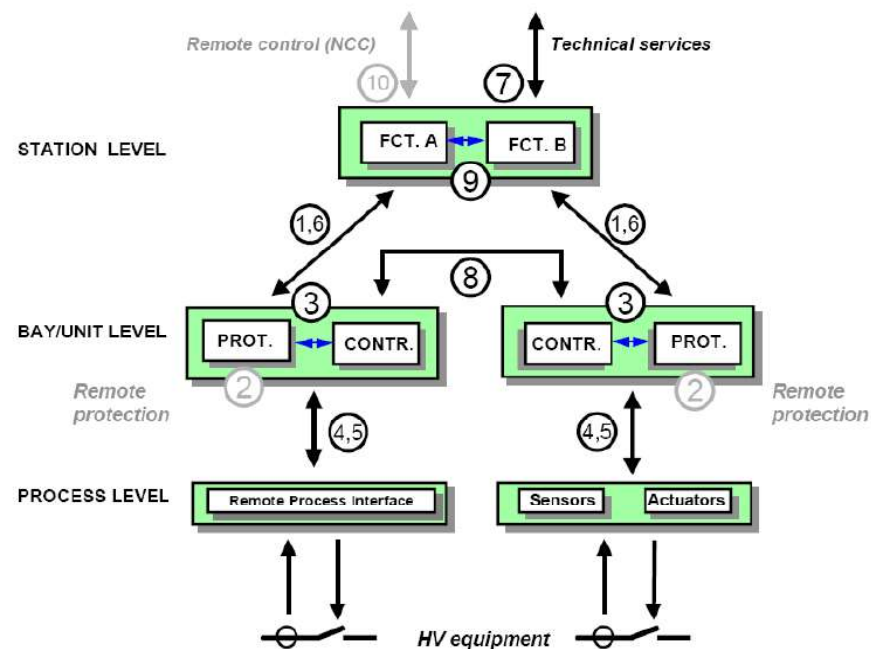 Remote control (NCC)
Technical services
10
7
STATION LEVEL
FCT. A
FCT. B
9
1,6
1,6
8
3
3
BAY/UNIT LEVEL
PROT.
CONTR.
CONTR.
PROT.
2
2
Remote
protection
Remote
protection
4,5
4,5
PROCESS LEVEL
Remote Process Interface
Sensors
Actuators
HV equipment